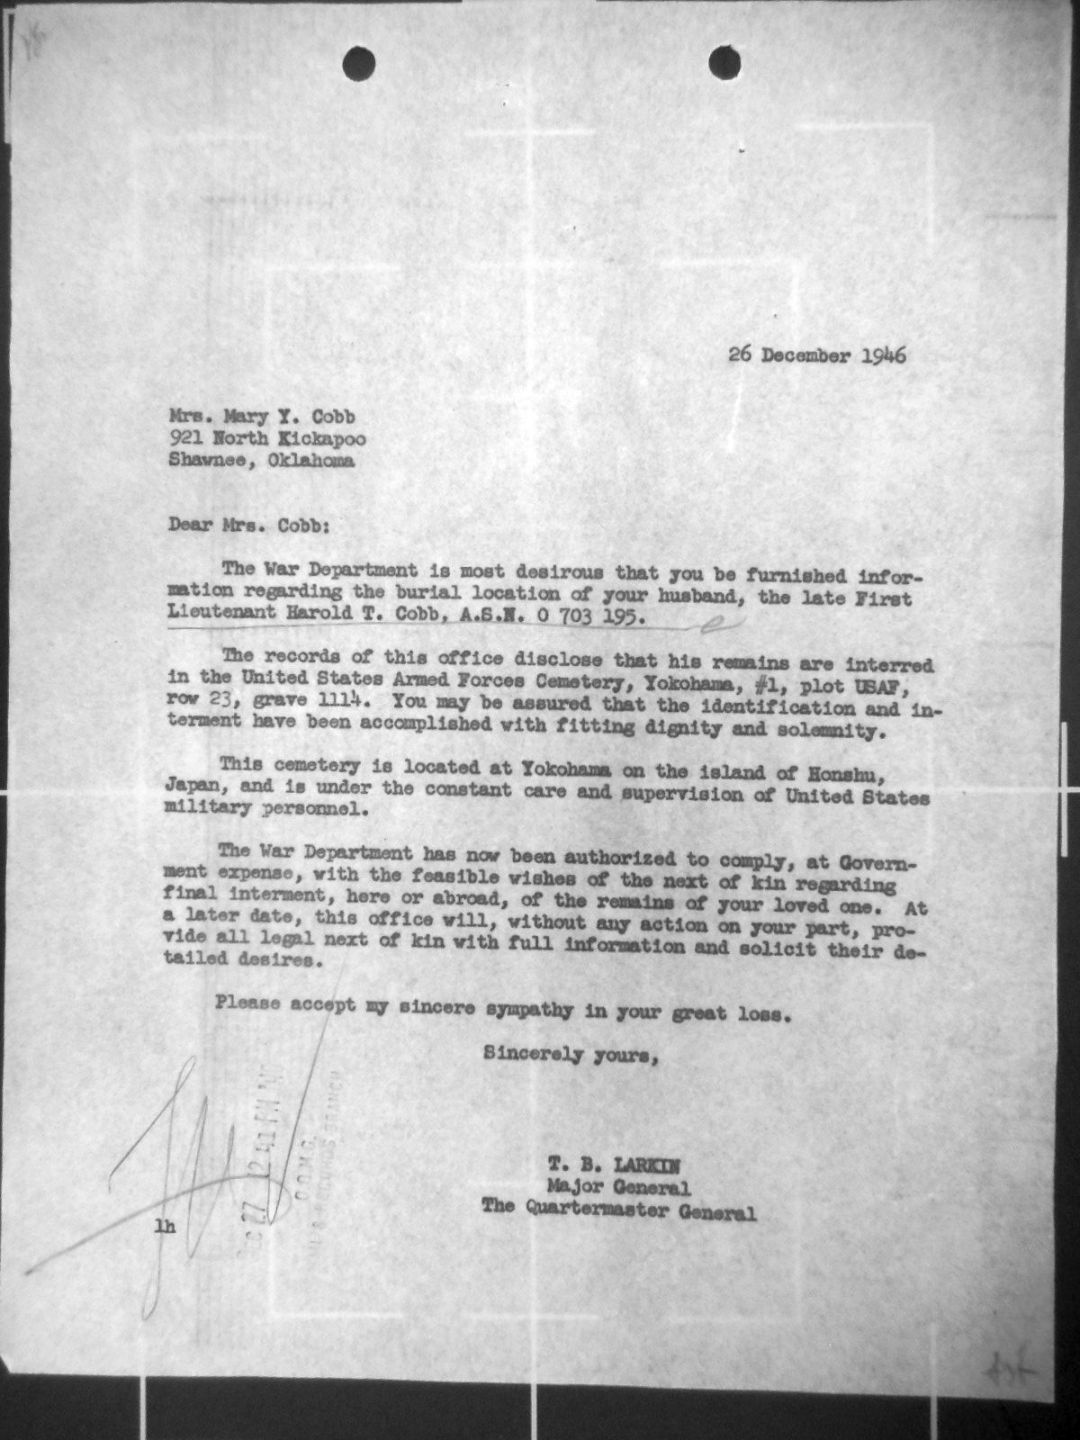 26 December 1946
Mrs. Mary Y. Cobb
921 North Kickapoo
Shawnee, Oklahoma
Dear Mrs. Cobb:
The War Department is most desirous that you be furnished infor-
mation regarding the burial location of your husband, the late First
Lieutenant Harold T. Cobb, A.S.N. O 703 195.
The records of this office disclose that his remains are interred
in the United States Armed Forces Cemetery, Yokohama, #1, plot USAF,
row 23, grave 1114. You may be assured that the identification and in-
terment have been accomplished with fitting dignity and solemnity.
This cemetery is located at Yokohama on the island of Honshu,
Japan, and is under the constant care and supervision of United States
military personnel.
The War Department has now been authorized to comply, at Govern-
ment expense, with the feasible wishes of the next of kin regarding
final interment, here or abroad, of the remains of your loved one. At
a later date, this office will, without any action on your part, pro-
vide all legal next of kin with full information and solicit their de-
tailed desires.
Please accept my sincere sympathy in your great loss.
Sincerely yours,
T. B. LARKIN
Major General
The Quartermaster General
lh
27 12 41 PM
O.Q.M.G.
BRANCH